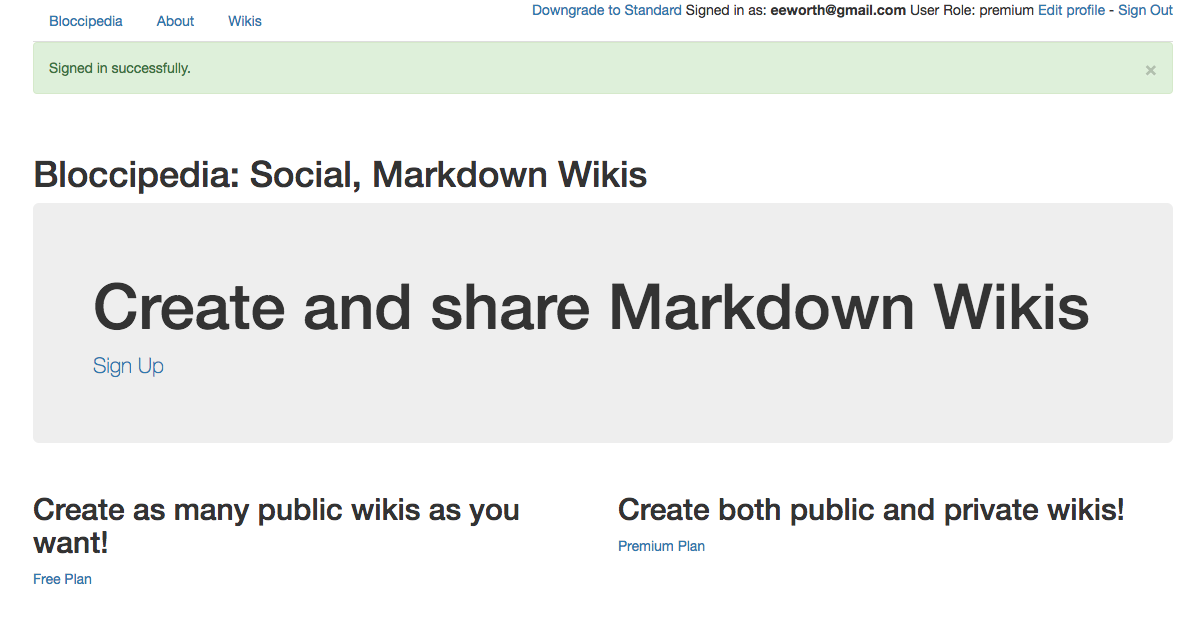 Bloccipedia About Wikis Downgrade to Standard Signed in as: eeworth@gmail.com User Role: premium Edit profile - Sign Out
Signed in successfully. ×
Bloccipedia: Social, Markdown Wikis
Create and share Markdown Wikis
Sign Up
Create as many public wikis as you
want!
Free Plan
Create both public and private wikis!
Premium Plan